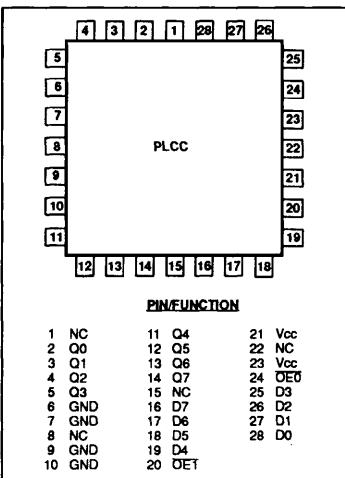 4 3 2 1 28 27 26
5 25
6 24
7 23
PLCC
8 22
9 21
10 20
11 19
12 13 14 15 16 17 18
PIN/FUNCTION
1 NC 11 Q4 21 Vcc
2 Q0 12 Q5 22 NC
3 Q1 13 Q6 23 Vcc
4 Q2 14 Q7 24 OE0
5 Q3 15 NC 25 D3
6 GND 16 D7 26 D2
7 GND 17 D6 27 D1
8 NC 18 D5 28 D0
9 GND 19 D4
10 GND 20 OE1